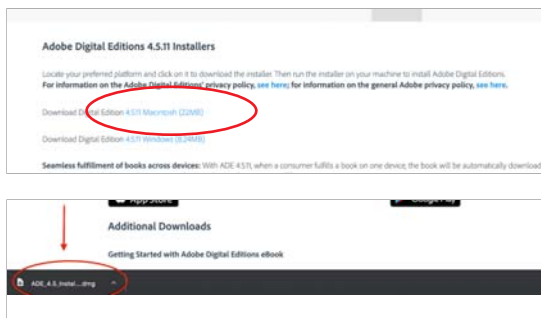 Adobe Digital Editions 4.5.11 Installers
Locate your preferred platform and click on it to download the installer. Then run the installer on your machine to install Adobe Digital Editions.
For information on the Adobe Digital Editions' privacy policy, see here; for information on the general Adobe privacy policy, see here.
Download Digital Edition 4.5.11 Macintosh (22MB)
Download Digital Edition 4.5.11 Windows (8.24MB)
Seamless fulfillment of books across devices: With ADE 4.5.11, when a consumer fulfills a book on one device, the book will be automatically download
App Store
Google Play
Additional Downloads
Getting Started with Adobe Digital Editions eBook
ADE_4.5_Instal....dmg